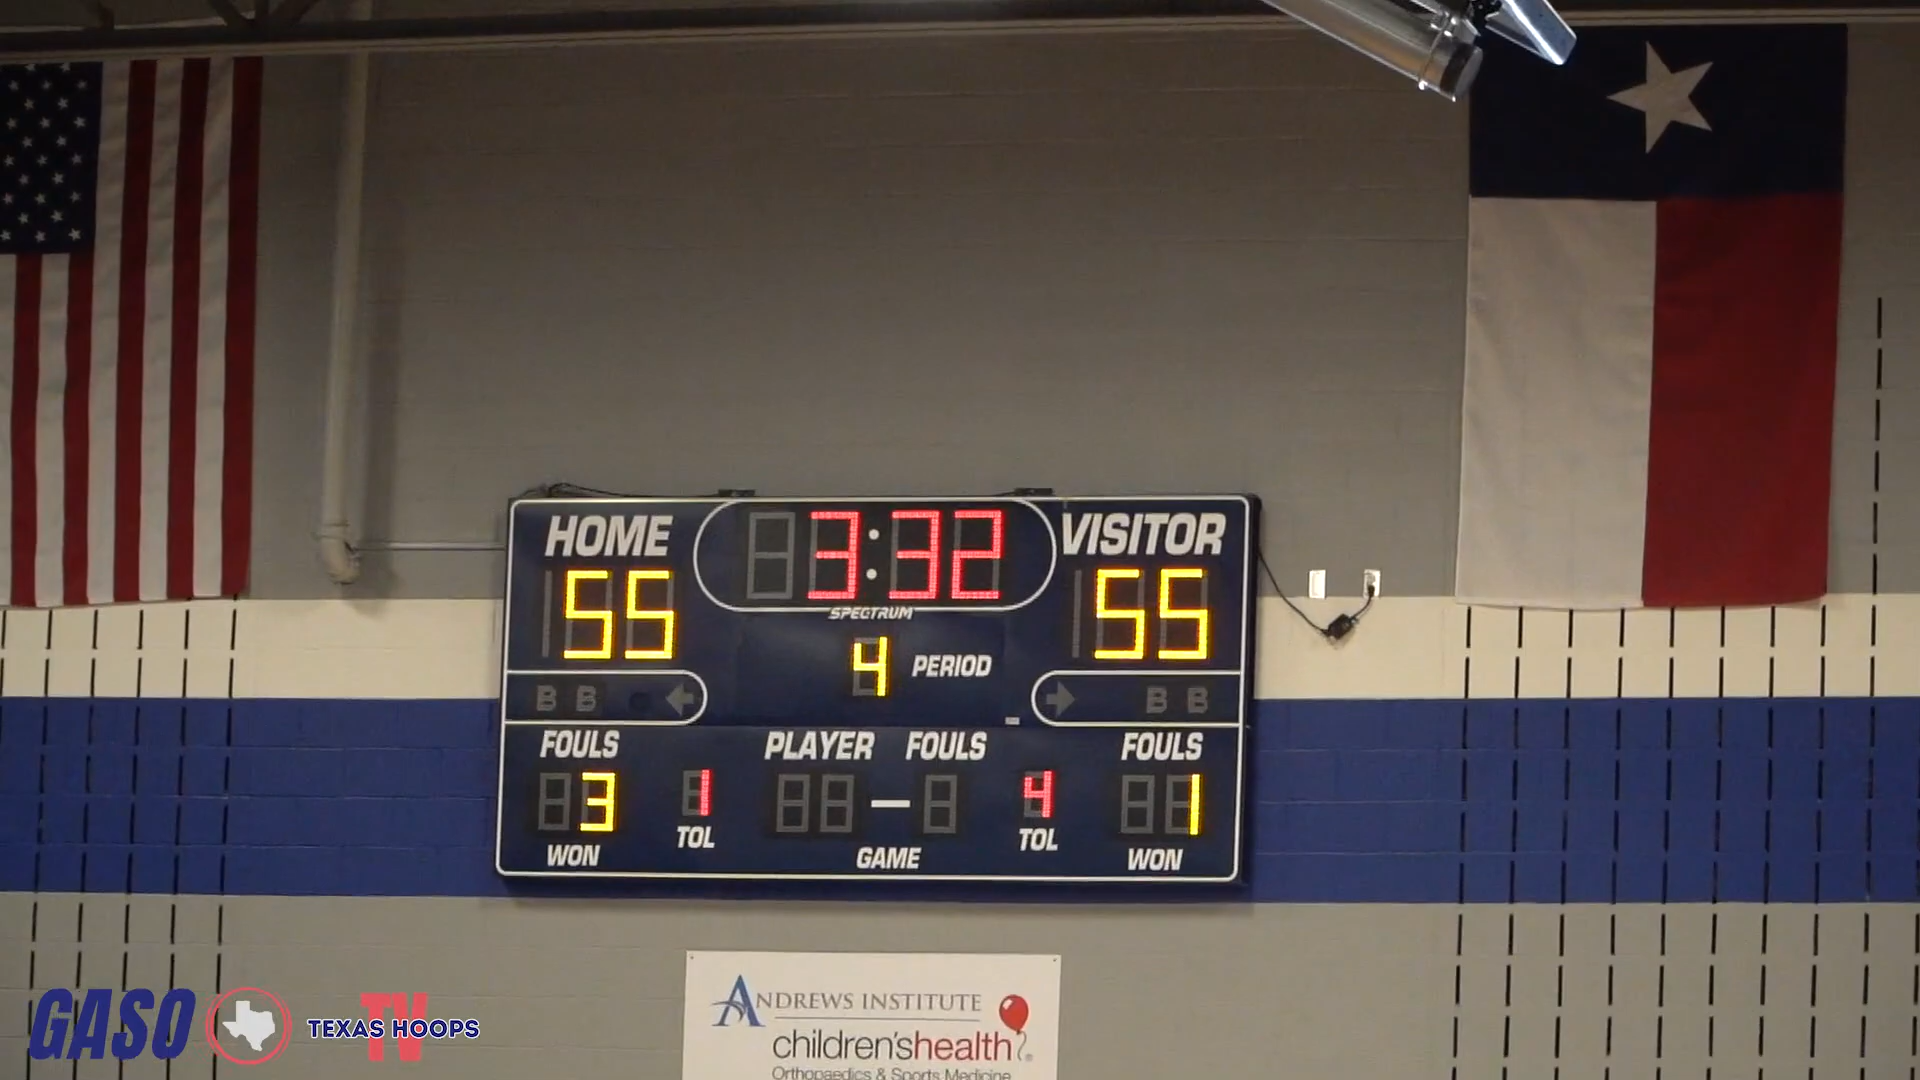 HOME
3:32
VISITOR
55
SPECTRUM
55
4 PERIOD
B B
B B
FOULS
PLAYER FOULS
FOULS
3
1
4
1
TOL
TOL
WON
GAME
WON
ANDREWS INSTITUTE
children'shealth
Orthopaedics & Sports Medicine
GASO
TV
TEXAS HOOPS